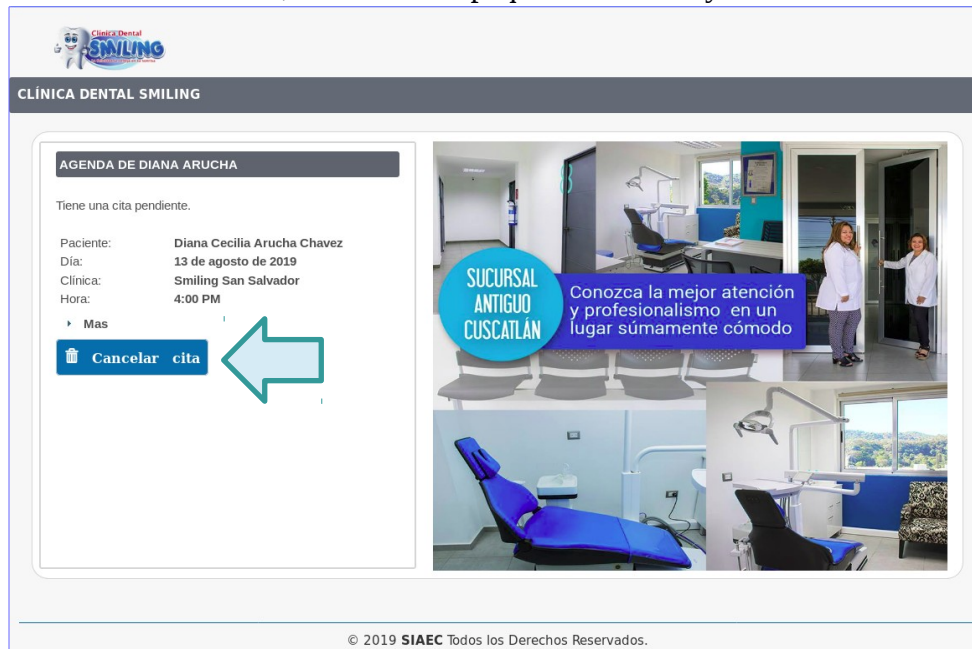 Clínica Dental
SMILING
CLÍNICA DENTAL SMILING
AGENDA DE DIANA ARUCHA
Tiene una cita pendiente.
Paciente: Diana Cecilia Arucha Chavez
Día: 13 de agosto de 2019
Clínica: Smiling San Salvador
Hora: 4:00 PM
Mas
Cancelar cita
SUCURSAL
ANTIGUO
CUSCATLÁN
Conozca la mejor atención
y profesionalismo en un
lugar súmamente cómodo
© 2019 SIAEC Todos los Derechos Reservados.